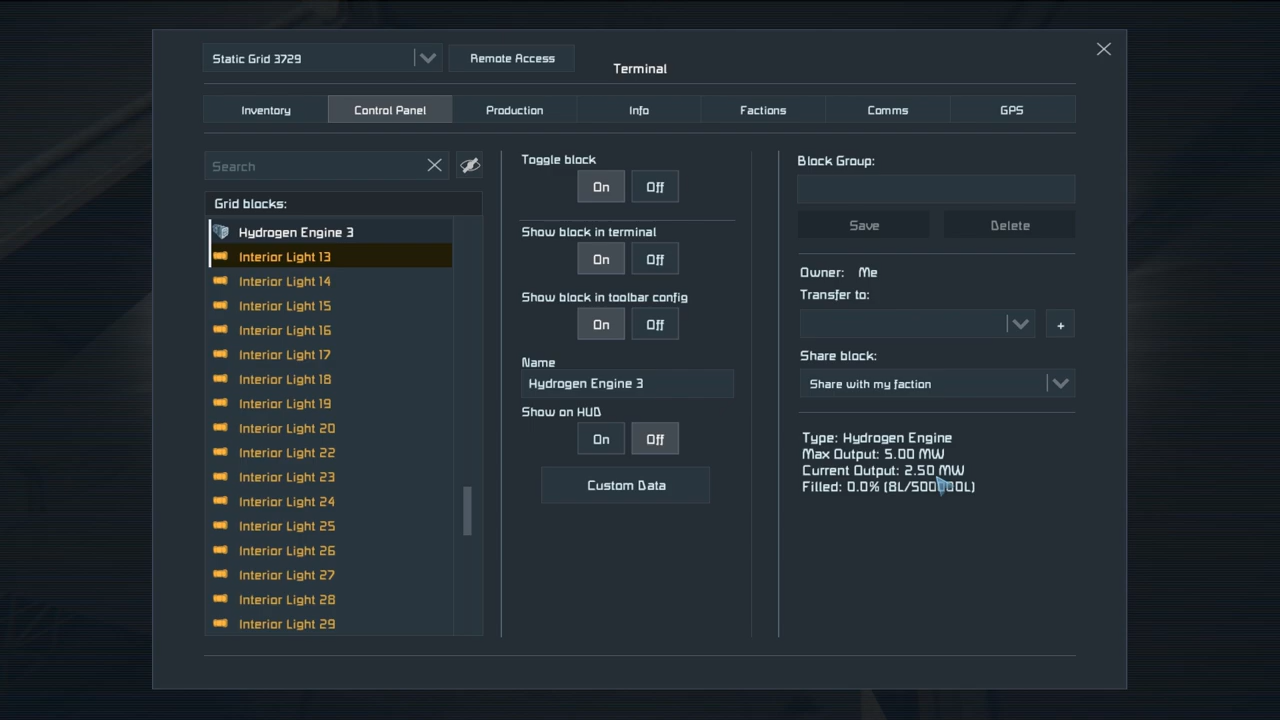 Static Grid 3729
Remote Access
Terminal
Inventory
Control Panel
Production
Info
Factions
Comms
GPS
Search
Grid blocks:
Hydrogen Engine 3
Interior Light 13
Interior Light 14
Interior Light 15
Interior Light 16
Interior Light 17
Interior Light 18
Interior Light 19
Interior Light 20
Interior Light 22
Interior Light 23
Interior Light 24
Interior Light 25
Interior Light 26
Interior Light 27
Interior Light 28
Interior Light 29
Toggle block
On
Off
Show block in terminal
On
Off
Show block in toolbar config
On
Off
Name
Hydrogen Engine 3
Show on HUD
On
Off
Custom Data
Block Group:
Save
Delete
Owner: Me
Transfer to:
+
Share block:
Share with my faction
Type: Hydrogen Engine
Max Output: 5.00 MW
Current Output: 2.50 MW
Filled: 0.0% (8L/500000L)